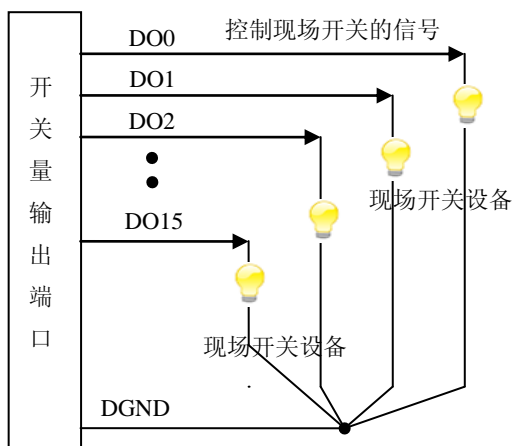 DO0
控制现场开关的信号
DO1
DO2
现场开关设备
DO15
现场开关设备
DGND
开
关
量
输
出
端
口